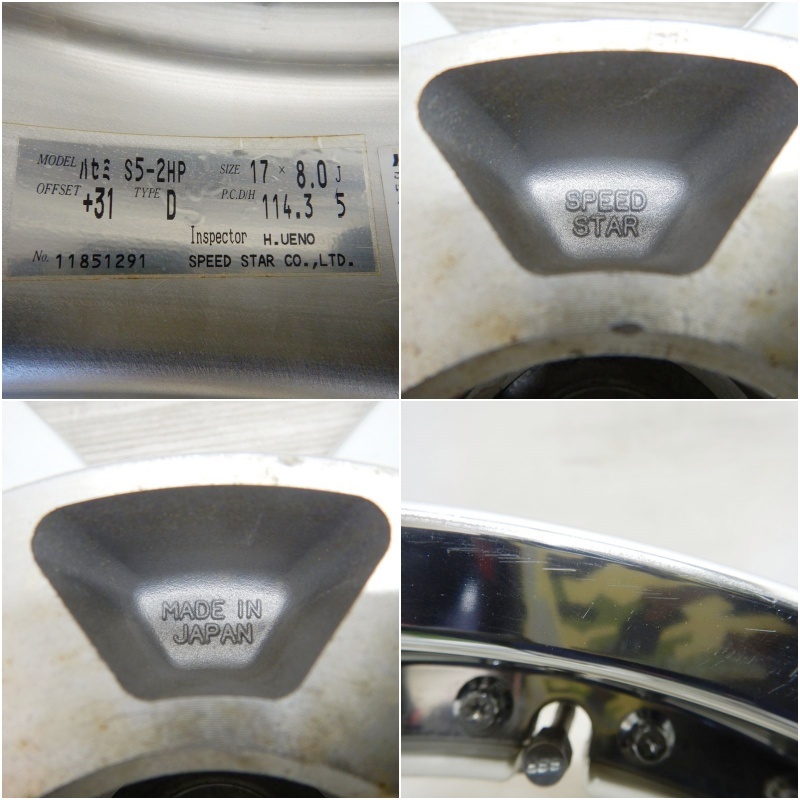 MODEL ﾊｾﾐ S5-2HP SIZE 17 × 8.0 J
OFFSET +31 TYPE D P.C.D/H 114.3 5
Inspector H.UENO
No. 11851291 SPEED STAR CO.,LTD.
SPEED
STAR
MADE IN
JAPAN